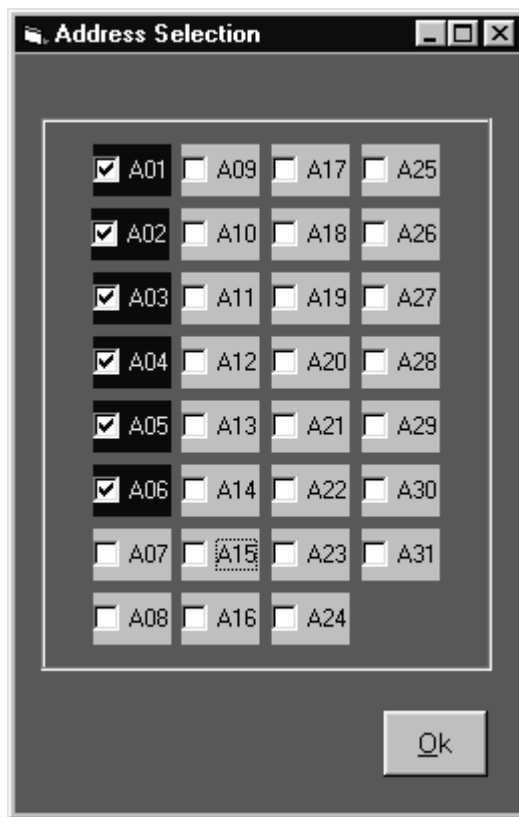 Address Selection
A01 A09 A17 A25
A02 A10 A18 A26
A03 A11 A19 A27
A04 A12 A20 A28
A05 A13 A21 A29
A06 A14 A22 A30
A07 A15 A23 A31
A08 A16 A24
Ok